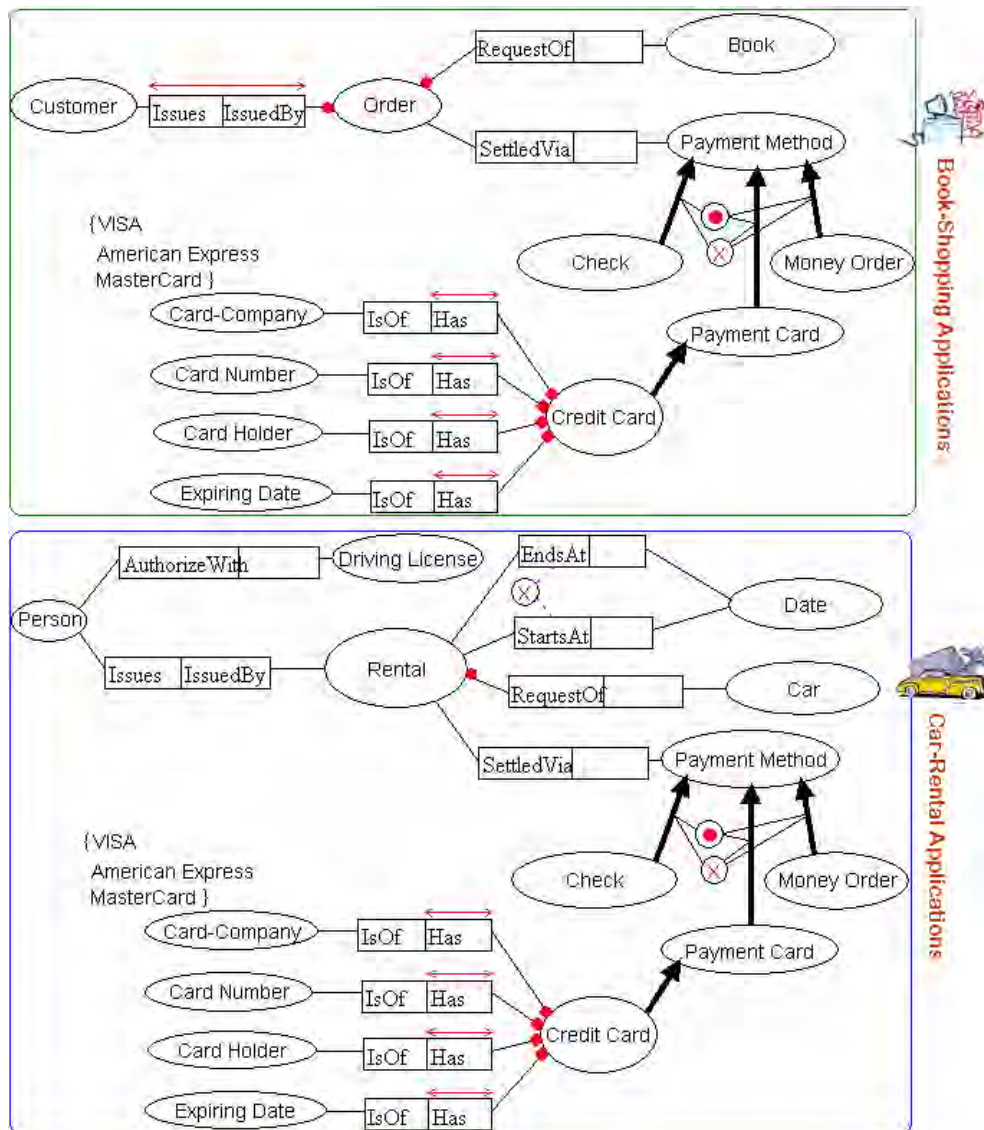 RequestOf
Book
Customer
Issues IssuedBy
Order
SettledVia
Payment Method
{VISA
American Express
MasterCard }
Check
Money Order
Card-Company
IsOf Has
Payment Card
Card Number
IsOf Has
Credit Card
Card Holder
IsOf Has
Expiring Date
IsOf Has
Book-Shopping Applications
AuthorizeWith
Driving License
EndsAt
Person
Date
StartsAt
Issues IssuedBy
Rental
RequestOf
Car
SettledVia
Payment Method
{VISA
American Express
MasterCard }
Check
Money Order
Card-Company
IsOf Has
Payment Card
Card Number
IsOf Has
Credit Card
Card Holder
IsOf Has
Expiring Date
IsOf Has
Car-Rental Applications